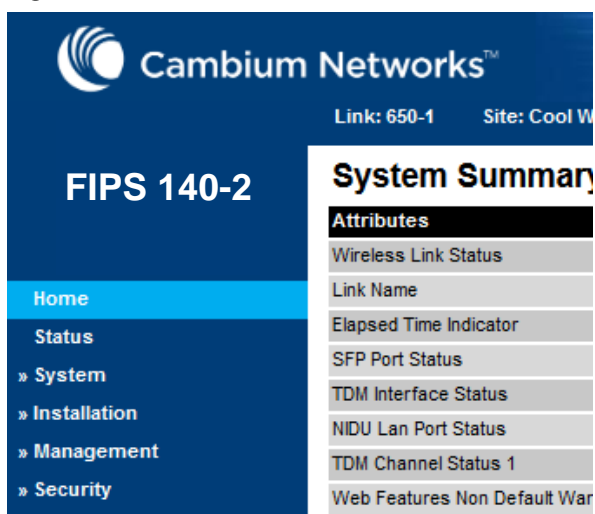 Cambium Networks™
Link: 650-1 Site: Cool
FIPS 140-2
System Summary
Attributes
Wireless Link Status
Link Name
Elapsed Time Indicator
SFP Port Status
TDM Interface Status
NIDU Lan Port Status
TDM Channel Status 1
Web Features Non Default
Home
Status
» System
» Installation
» Management
» Security